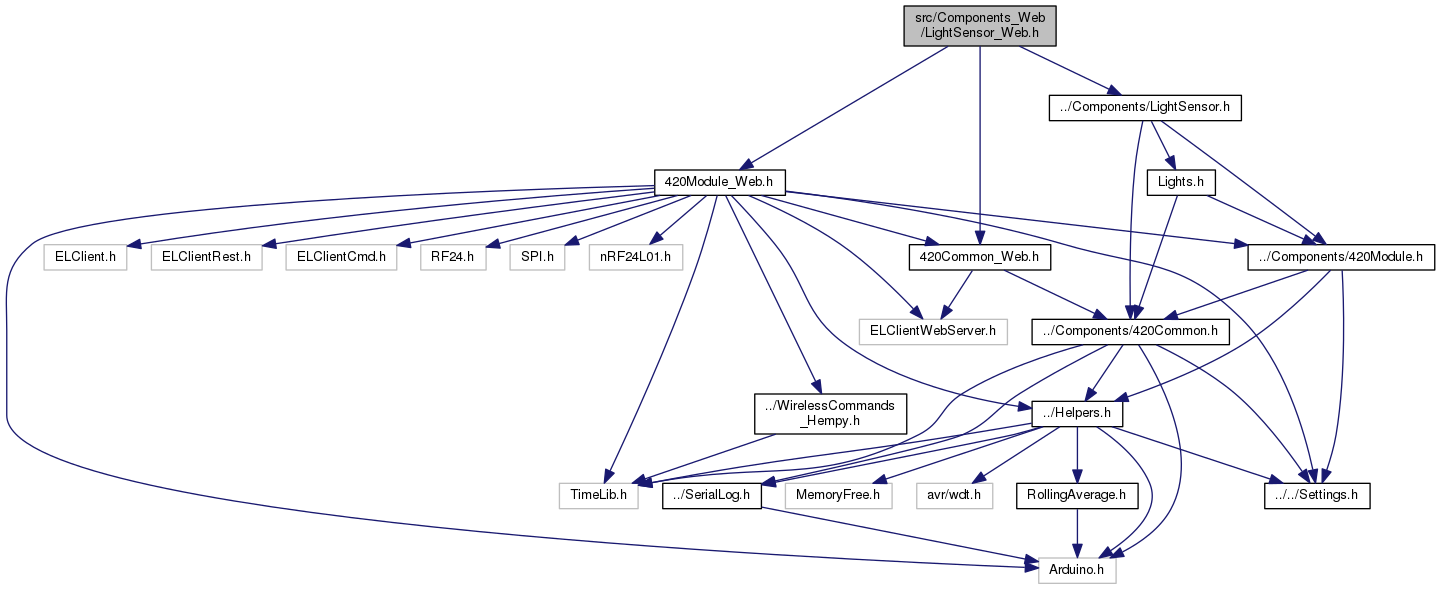 src/Components_Web
/LightSensor_Web.h
../Components/LightSensor.h
420Module_Web.h
Lights.h
ELClient.h
ELClientRest.h
ELClientCmd.h
RF24.h
SPI.h
nRF24L01.h
420Common_Web.h
../Components/420Module.h
ELClientWebServer.h
../Components/420Common.h
../WirelessCommands
_Hempy.h
../Helpers.h
TimeLib.h
../SerialLog.h
MemoryFree.h
avr/wdt.h
RollingAverage.h
../../Settings.h
Arduino.h